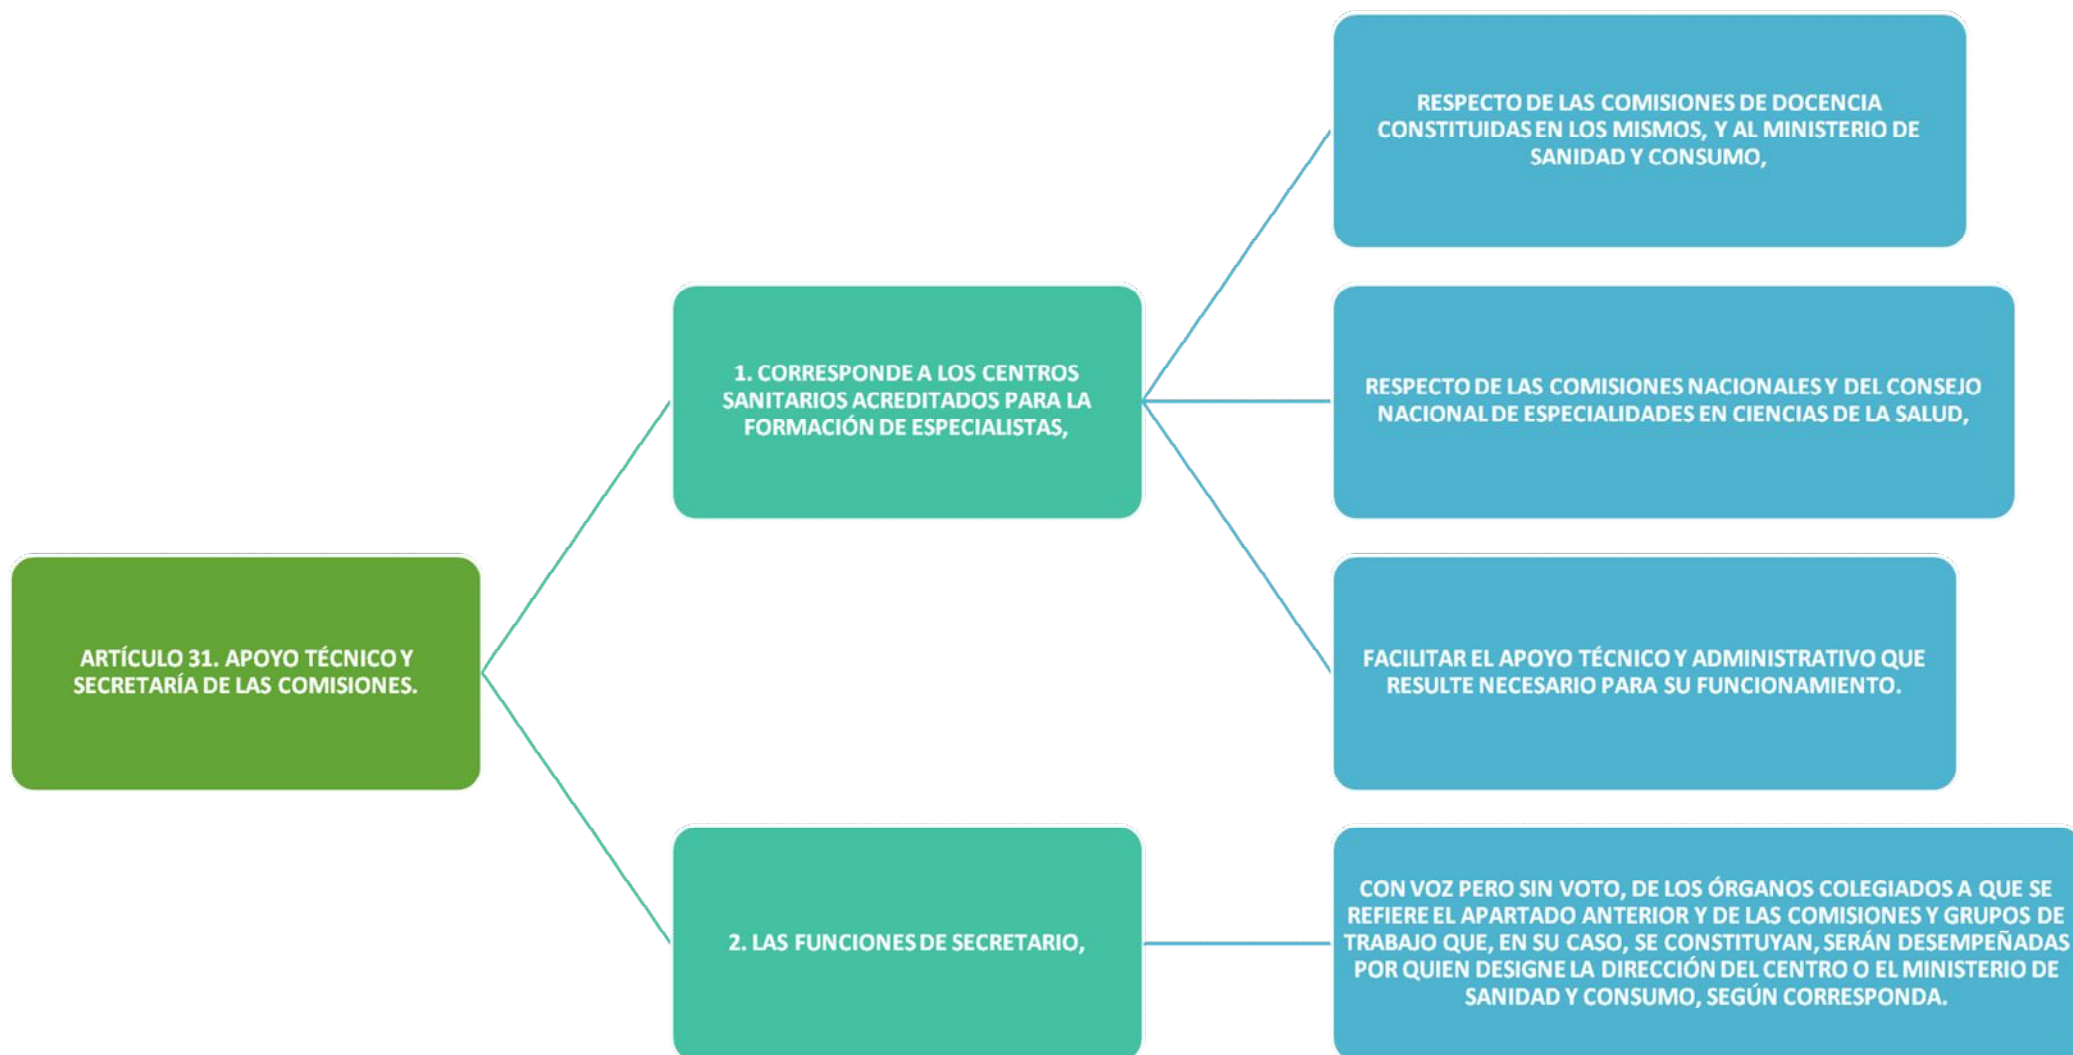 ARTÍCULO 31. APOYO TÉCNICO Y
SECRETARÍA DE LAS COMISIONES.
1. CORRESPONDE A LOS CENTROS
SANITARIOS ACREDITADOS PARA LA
FORMACIÓN DE ESPECIALISTAS,
RESPECTO DE LAS COMISIONES DE DOCENCIA
CONSTITUIDAS EN LOS MISMOS, Y AL MINISTERIO DE
SANIDAD Y CONSUMO,
RESPECTO DE LAS COMISIONES NACIONALES Y DEL CONSEJO
NACIONAL DE ESPECIALIDADES EN CIENCIAS DE LA SALUD,
FACILITAR EL APOYO TÉCNICO Y ADMINISTRATIVO QUE
RESULTE NECESARIO PARA SU FUNCIONAMIENTO.
2. LAS FUNCIONES DE SECRETARIO,
CON VOZ PERO SIN VOTO, DE LOS ÓRGANOS COLEGIADOS A QUE SE
REFIERE EL APARTADO ANTERIOR Y DE LAS COMISIONES Y GRUPOS DE
TRABAJO QUE, EN SU CASO, SE CONSTITUYAN, SERÁN DESEMPEÑADAS
POR QUIEN DESIGNE LA DIRECCIÓN DEL CENTRO O EL MINISTERIO DE
SANIDAD Y CONSUMO, SEGÚN CORRESPONDA.